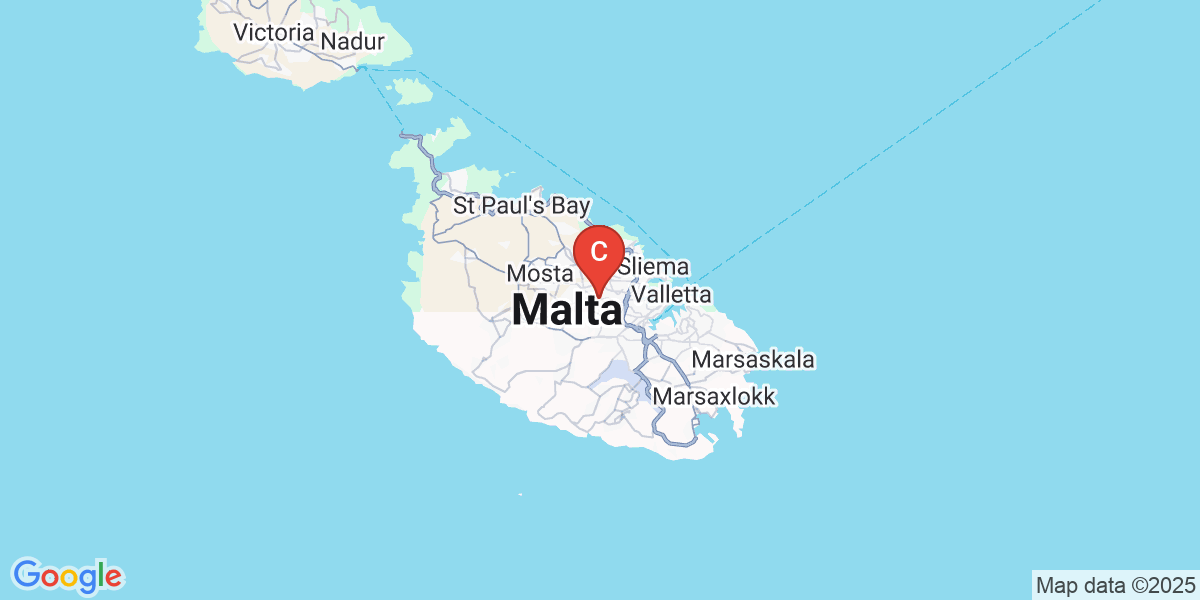 Victoria
Nadur
St Paul's Bay
C
Sliema
Mosta
Valletta
Malta
Marsaskala
Marsaxlokk
Google
Map data ©2025